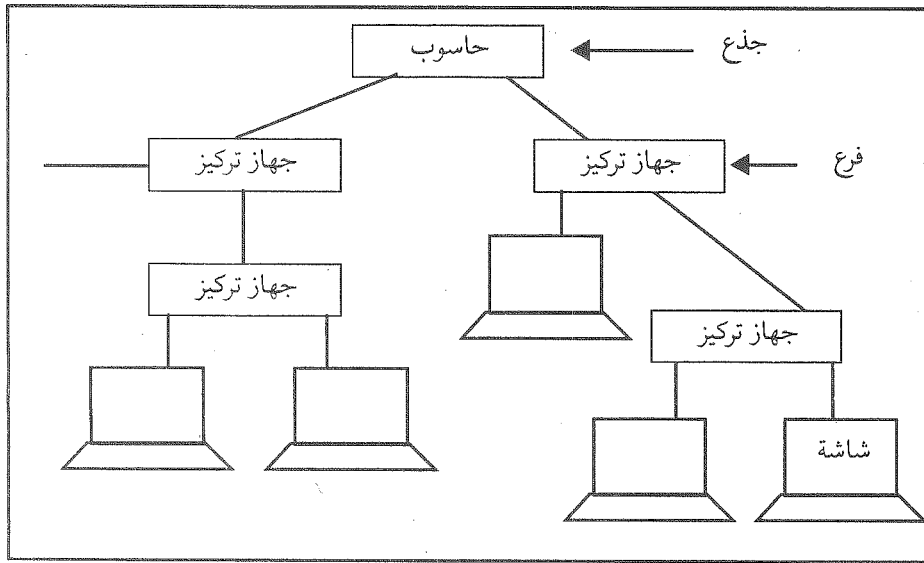 حاسوب
جذع
جهاز تركيز
جهاز تركيز
فرع
جهاز تركيز
جهاز تركيز
شاشة